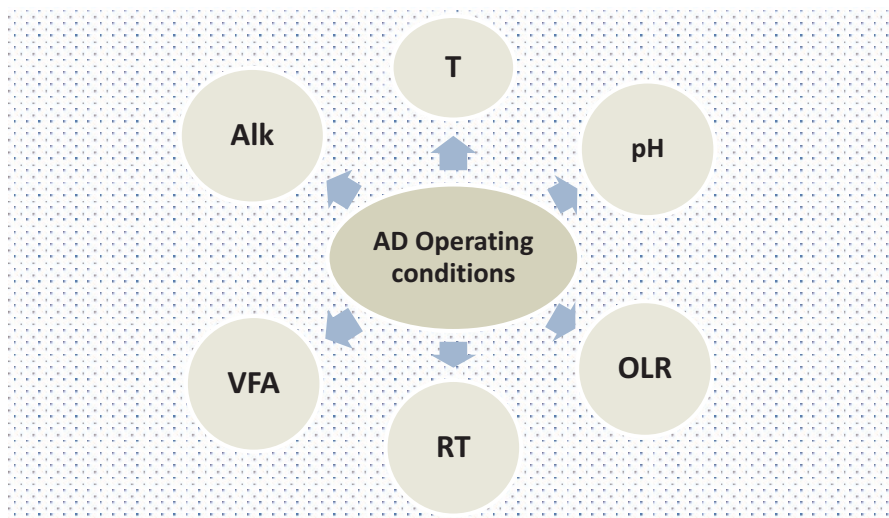 T
Alk
pH
AD Operating
conditions
VFA
OLR
RT